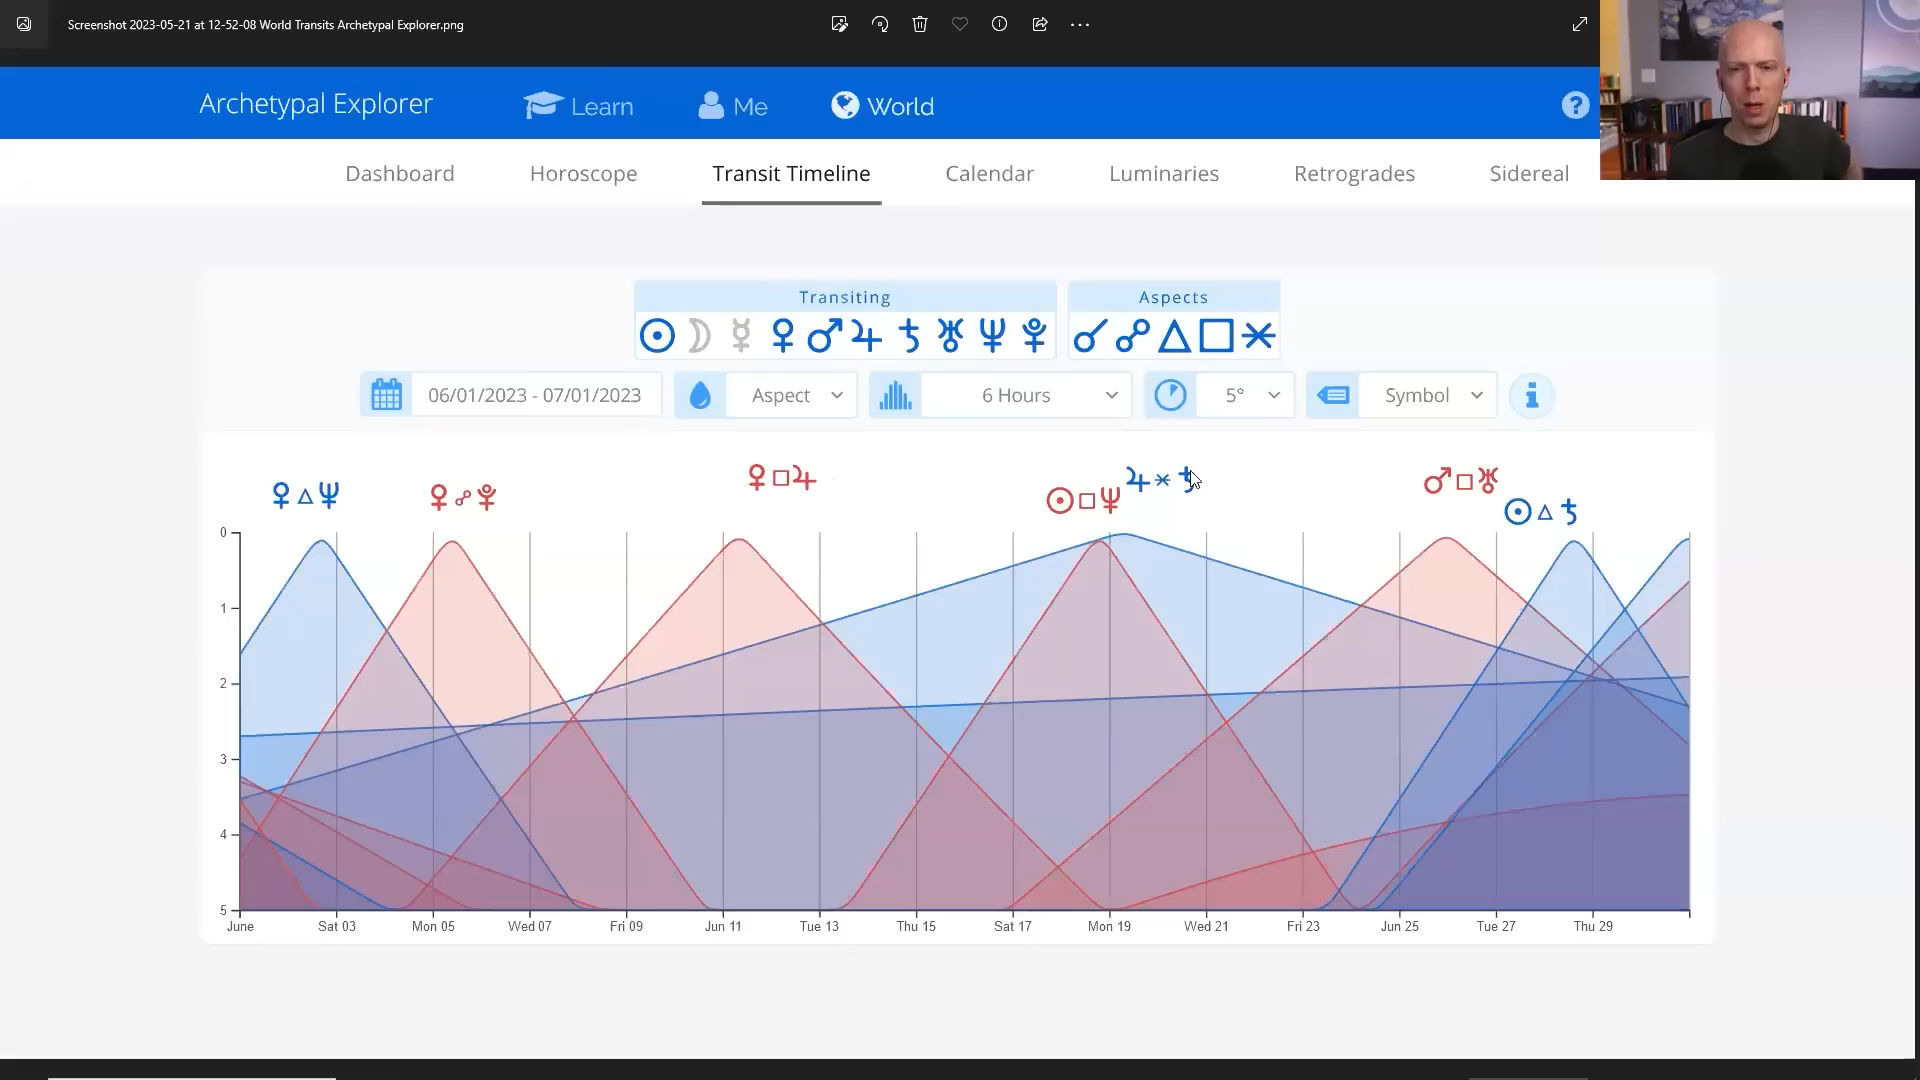 Screenshot 2023-05-21 at 12-52-08 World Transits Archetypal Explorer.png
Archetypal Explorer
Learn
Me
World
?
Dashboard
Horoscope
Transit Timeline
Calendar
Luminaries
Retrogrades
Sidereal
Transiting
Aspects
☉ ☽ ☿ ♀ ♂ ♃ ♄ ♅ ♆ ♇
☌ ☍ △ □ ⚹
06/01/2023 - 07/01/2023
Aspect
6 Hours
5°
Symbol
i
♀ △ ♆
♀ ☍ ♇
♀ □ ♃
☉ □ ♆
♃ ⚹ ♄
♂ □ ♅
☉ △ ♄
0
1
2
3
4
5
June
Sat 03
Mon 05
Wed 07
Fri 09
Jun 11
Tue 13
Thu 15
Sat 17
Mon 19
Wed 21
Fri 23
Jun 25
Tue 27
Thu 29